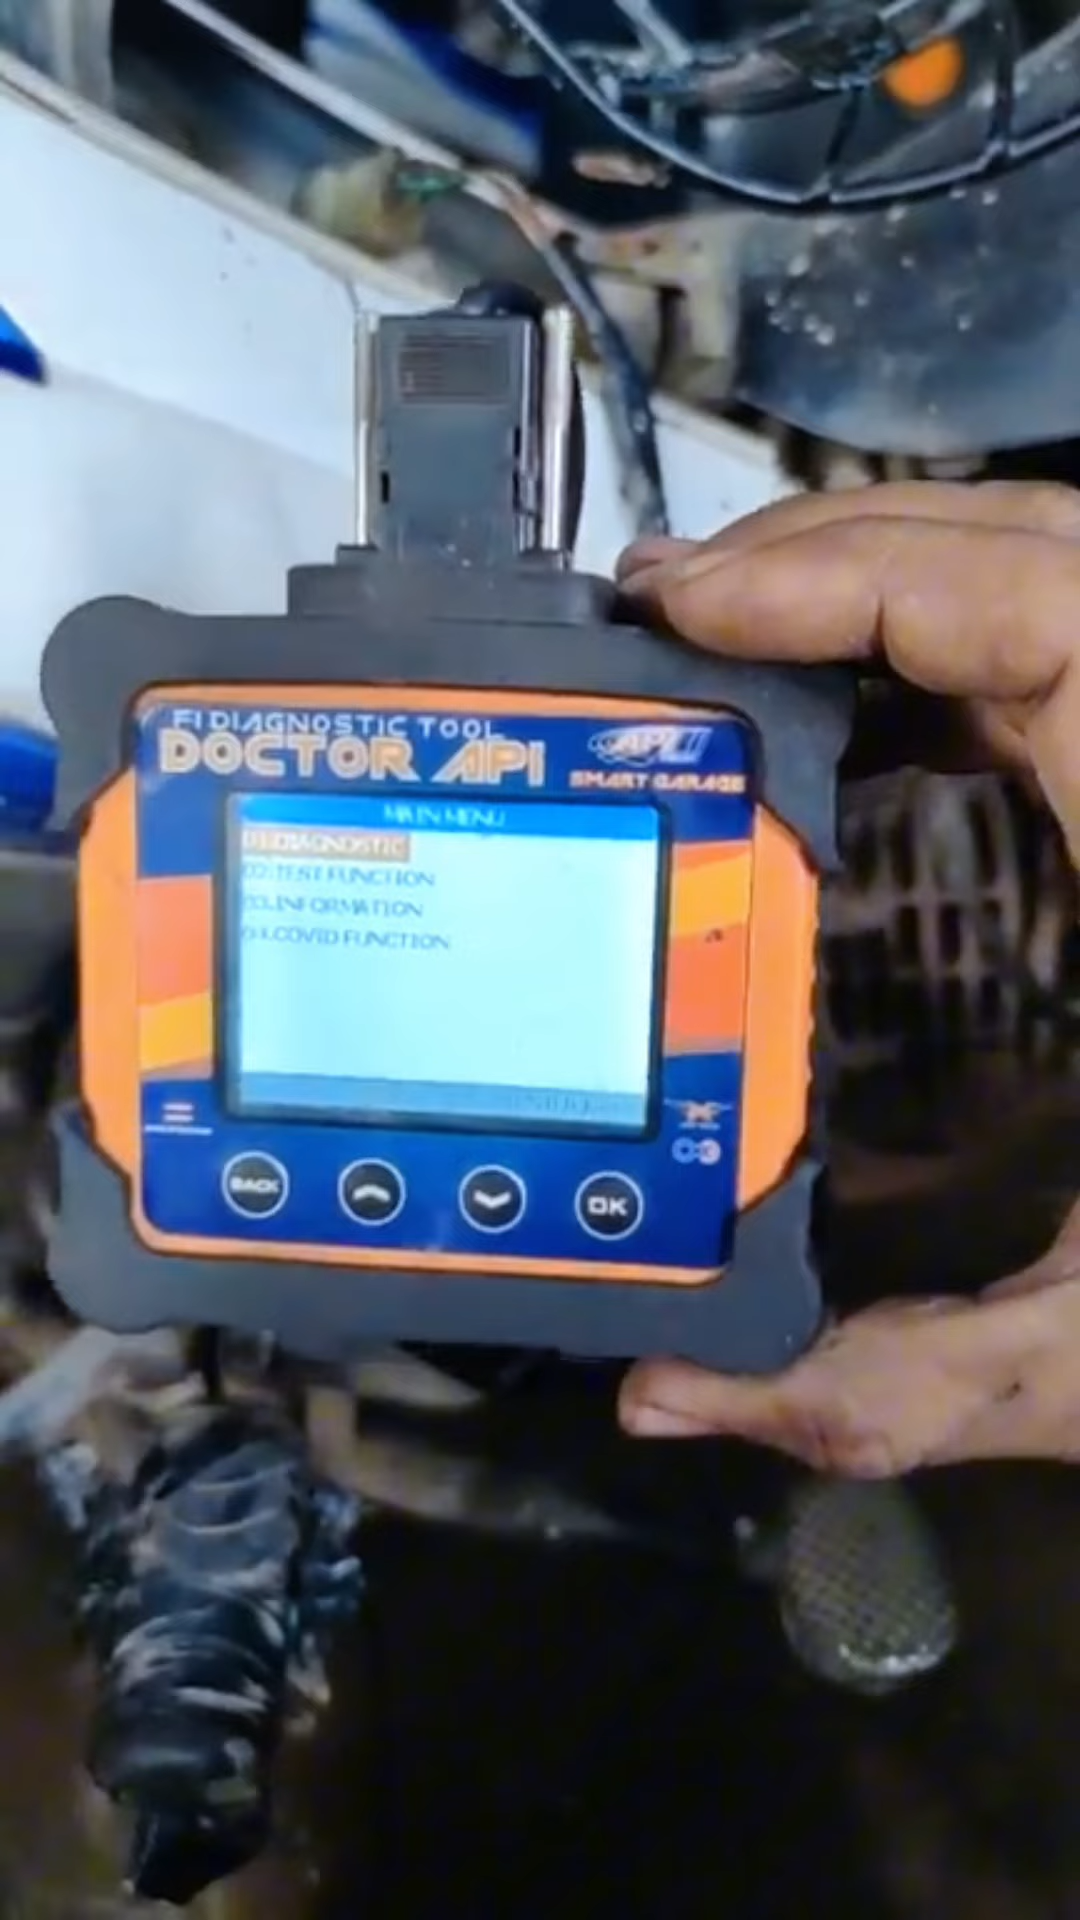 FI DIAGNOSTIC TOOL
DOCTOR API
API
SMART GARAGE
MAIN MENU
01.DIAGNOSTIC
02.TEST FUNCTION
03.INFORMATION
04.COVID FUNCTION
BACK
OK